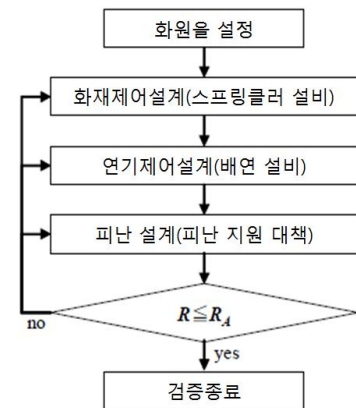 화원을 설정
화재제어설계(스프링클러 설비)
연기제어설계(배연 설비)
피난 설계(피난 지원 대책)
R≦R_A
no
yes
검증종료